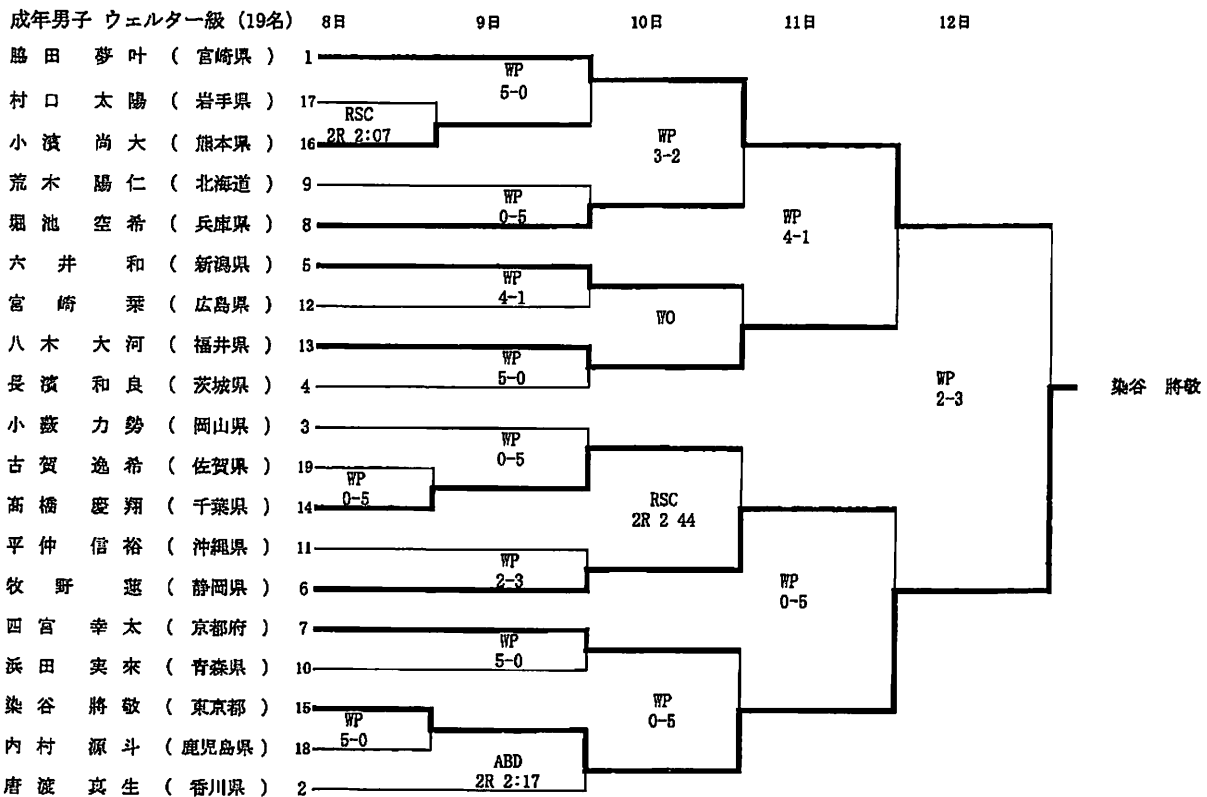 成年男子 ウェルター級 (19名) 8日 9日 10日 11日 12日
脇田 夢叶 ( 宮崎県 ) 1
WP
5-0
村口 太陽 ( 岩手県 ) 17
RSC
2R 2:07
小濱 尚大 ( 熊本県 ) 16
WP
3-2
荒木 陽仁 ( 北海道 ) 9
WP
0-5
堀池 空希 ( 兵庫県 ) 8
WP
4-1
六井 和 ( 新潟県 ) 5
WP
4-1
宮崎 栞 ( 広島県 ) 12
WO
八木 大河 ( 福井県 ) 13
WP
5-0
長濱 和良 ( 茨城県 ) 4
WP
2-3
染谷 將敬
小薮 力勢 ( 岡山県 ) 3
WP
0-5
古賀 逸希 ( 佐賀県 ) 19
WP
0-5
髙橋 慶翔 ( 千葉県 ) 14
RSC
2R 2 44
平仲 信裕 ( 沖縄県 ) 11
WP
2-3
牧野 蓮 ( 静岡県 ) 6
WP
0-5
四宮 幸太 ( 京都府 ) 7
WP
5-0
浜田 実來 ( 青森県 ) 10
WP
0-5
染谷 將敬 ( 東京都 ) 15
WP
5-0
内村 源斗 ( 鹿児島県 ) 18
ABD
2R 2:17
唐渡 真生 ( 香川県 ) 2